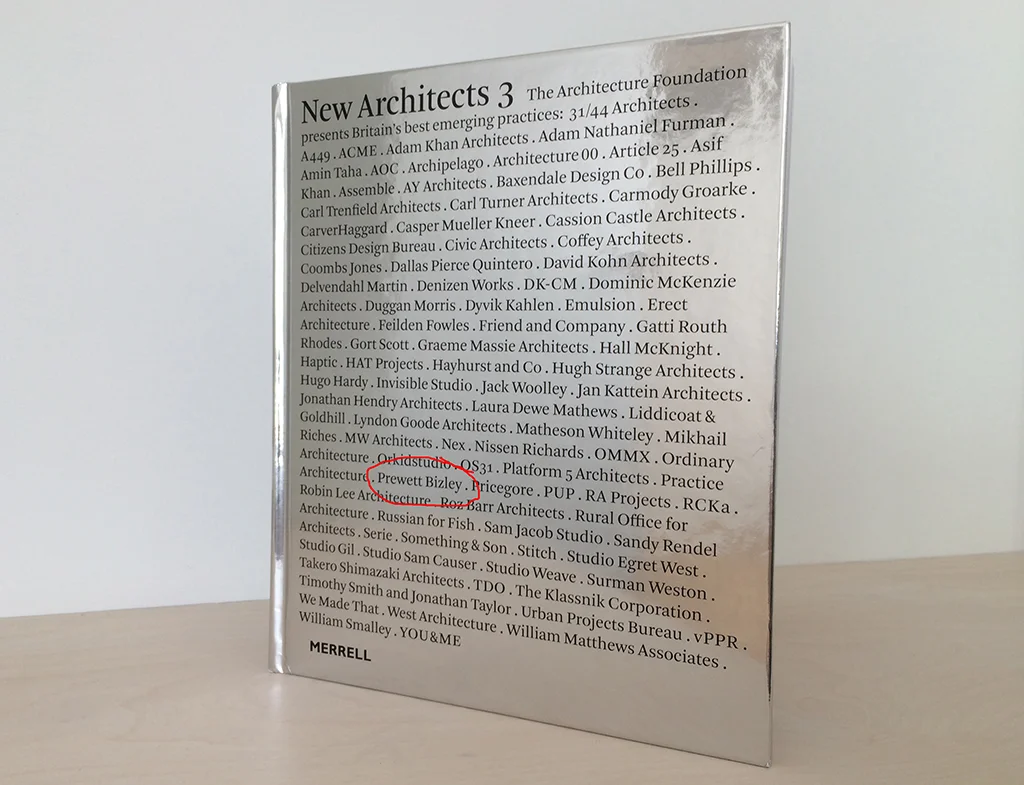 New Architects 3 The Architecture Foundation
presents Britain's best emerging practices: 31/44 Architects .
A449 . ACME . Adam Khan Architects . Adam Nathaniel Furman .
Amin Taha . AOC . Archipelago . Architecture 00 . Article 25 . Asif
Khan . Assemble . AY Architects . Baxendale Design Co . Bell Phillips .
Carl Trenfield Architects . Carl Turner Architects . Carmody Groarke .
CarverHaggard . Casper Mueller Kneer . Cassion Castle Architects .
Citizens Design Bureau . Civic Architects . Coffey Architects .
Coombs Jones . Dallas Pierce Quintero . David Kohn Architects .
Delvendahl Martin . Denizen Works . DK-CM . Dominic McKenzie
Architects . Duggan Morris . Dyvik Kahlen . Emulsion . Erect
Architecture . Feilden Fowles . Friend and Company . Gatti Routh
Rhodes . Gort Scott . Graeme Massie Architects . Hall McKnight .
Haptic . HAT Projects . Hayhurst and Co . Hugh Strange Architects .
Hugo Hardy . Invisible Studio . Jack Woolley . Jan Kattein Architects .
Jonathan Hendry Architects . Laura Dewe Mathews . Liddicoat &
Goldhill . Lyndon Goode Architects . Matheson Whiteley . Mikhail
Riches . MW Architects . Nex . Nissen Richards . OMMX . Ordinary
Architecture . Orkidstudio . OS31 . Platform 5 Architects . Practice
Architecture . Prewett Bizley . Pricegore . PUP . RA Projects . RCKa .
Robin Lee Architecture . Roz Barr Architects . Rural Office for
Architecture . Russian for Fish . Sam Jacob Studio . Sandy Rendel
Architects . Serie . Something & Son . Stitch . Studio Egret West .
Studio Gil . Studio Sam Causer . Studio Weave . Surman Weston .
Takero Shimazaki Architects . TDO . The Klassnik Corporation .
Timothy Smith and Jonathan Taylor . Urban Projects Bureau . vPPR .
We Made That . West Architecture . William Matthews Associates .
William Smalley . YOU&ME
MERRELL